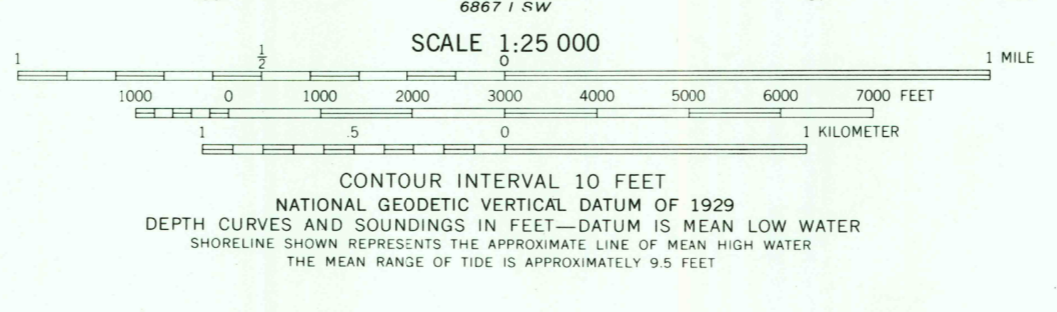 6867 I SW
SCALE 1:25 000
1 1/2 0 1 MILE
1000 0 1000 2000 3000 4000 5000 6000 7000 FEET
1 .5 0 1 KILOMETER
CONTOUR INTERVAL 10 FEET
NATIONAL GEODETIC VERTICAL DATUM OF 1929
DEPTH CURVES AND SOUNDINGS IN FEET—DATUM IS MEAN LOW WATER
SHORELINE SHOWN REPRESENTS THE APPROXIMATE LINE OF MEAN HIGH WATER
THE MEAN RANGE OF TIDE IS APPROXIMATELY 9.5 FEET